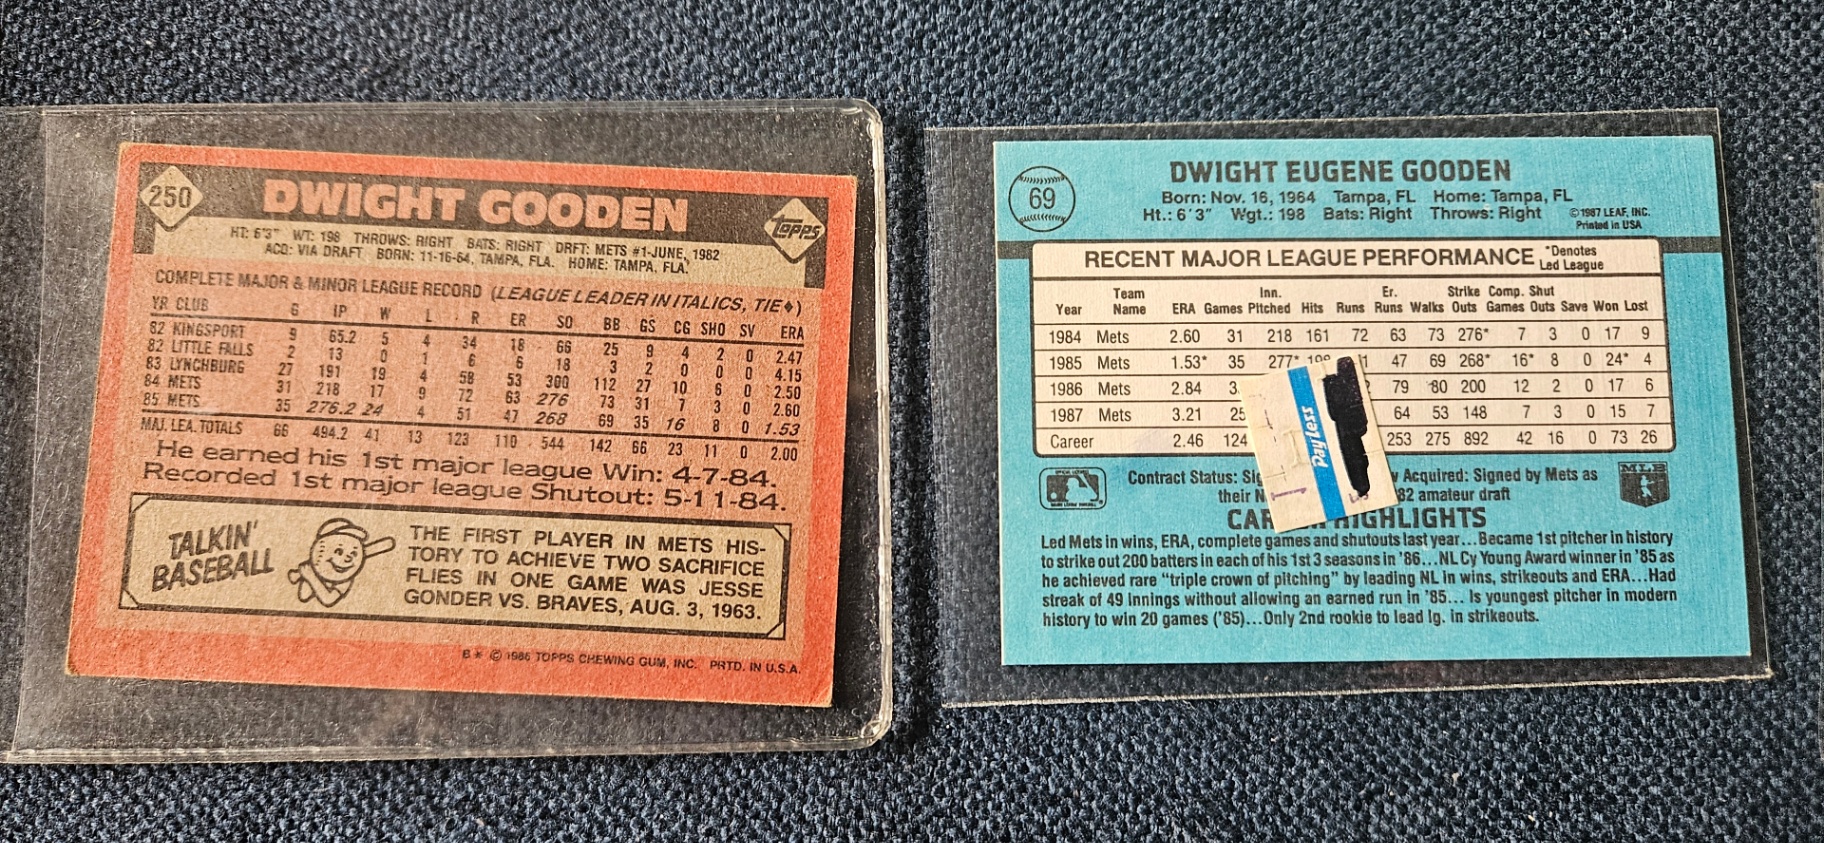 250
DWIGHT GOODEN
topps
HT: 6'3" WT: 198 THROWS: RIGHT BATS: RIGHT DRFT: METS #1-JUNE, 1982
ACQ: VIA DRAFT BORN: 11-16-64, TAMPA, FLA. HOME: TAMPA, FLA.
COMPLETE MAJOR & MINOR LEAGUE RECORD (LEAGUE LEADER IN ITALICS, TIE♦)
YR CLUB G IP W L R ER SO BB GS CG SHO SV ERA
82 KINGSPORT 9 65.2 5 4 34 18 66 25 9 4 2 0 2.47
82 LITTLE FALLS 2 13 0 1 6 6 18 3 2 0 0 0 4.15
83 LYNCHBURG 27 191 19 4 58 53 300 112 27 10 6 0 2.50
84 METS 31 218 17 9 72 63 276 73 31 7 3 0 2.60
85 METS 35 276.2 24 4 51 47 268 69 35 16 8 0 1.53
MAJ. LEA. TOTALS 66 494.2 41 13 123 110 544 142 66 23 11 0 2.00
He earned his 1st major league Win: 4-7-84.
Recorded 1st major league Shutout: 5-11-84.
TALKIN'
BASEBALL
THE FIRST PLAYER IN METS HIS-
TORY TO ACHIEVE TWO SACRIFICE
FLIES IN ONE GAME WAS JESSE
GONDER VS. BRAVES, AUG. 3, 1963.
B* © 1986 TOPPS CHEWING GUM, INC. PRTD. IN U.S.A.
69
DWIGHT EUGENE GOODEN
Born: Nov. 16, 1964 Tampa, FL Home: Tampa, FL
Ht.: 6'3" Wgt.: 198 Bats: Right Throws: Right
©1987 LEAF, INC.
Printed in USA
RECENT MAJOR LEAGUE PERFORMANCE *Denotes
Led League
Year Team Name ERA Games Inn. Pitched Hits Runs Er. Runs Walks Strike Outs Comp. Games Shut Outs Save Won Lost
1984 Mets 2.60 31 218 161 72 63 73 276* 7 3 0 17 9
1985 Mets 1.53* 35 277* 47 69 268* 16* 8 0 24* 4
1986 Mets 2.84 79 80 200 12 2 0 17 6
1987 Mets 3.21 25 64 53 148 7 3 0 15 7
Career 2.46 124 253 275 892 42 16 0 73 26
Payless
Contract Status: Acquired: Signed by Mets as
their amateur draft
HIGHLIGHTS
MLB
Led Mets in wins, ERA, complete games and shutouts last year...Became 1st pitcher in history
to strike out 200 batters in each of his 1st 3 seasons in '86...NL Cy Young Award winner in '85 as
he achieved rare "triple crown of pitching" by leading NL in wins, strikeouts and ERA...Had
streak of 49 innings without allowing an earned run in '85... Is youngest pitcher in modern
history to win 20 games ('85)...Only 2nd rookie to lead lg. in strikeouts.